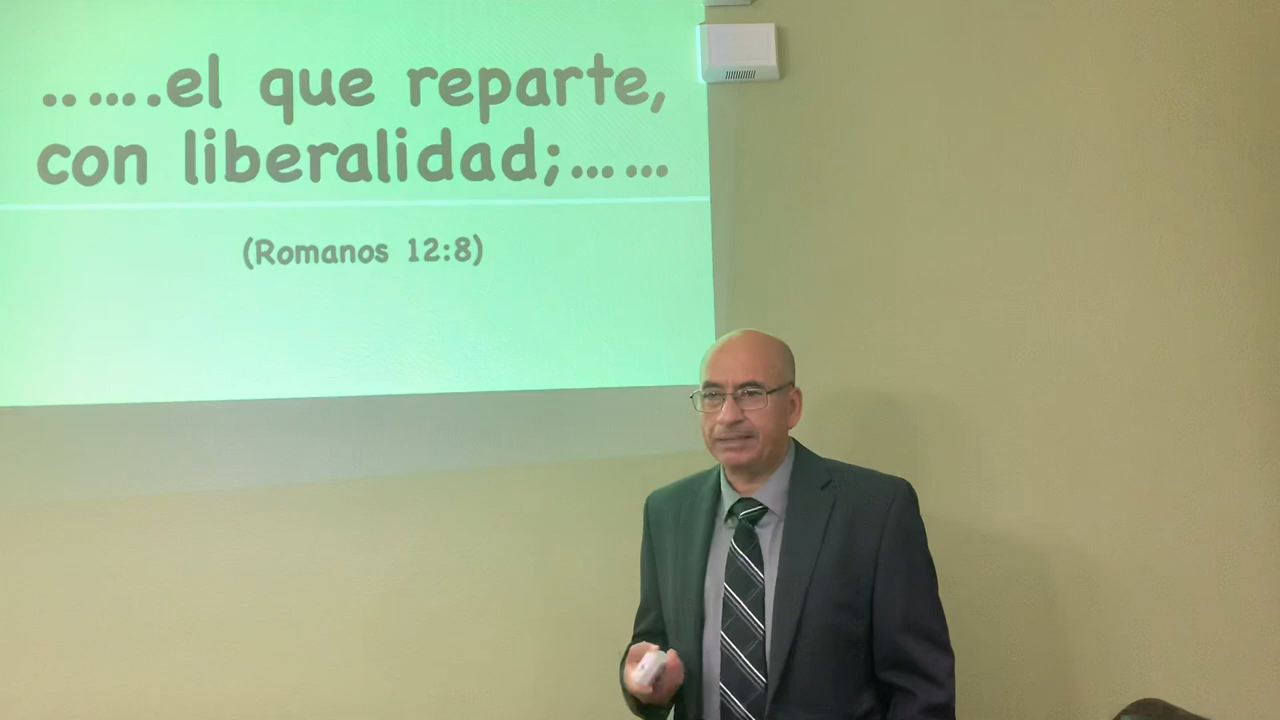 .. ... .el que reparte,
con liberalidad;... ...
(Romanos 12:8)